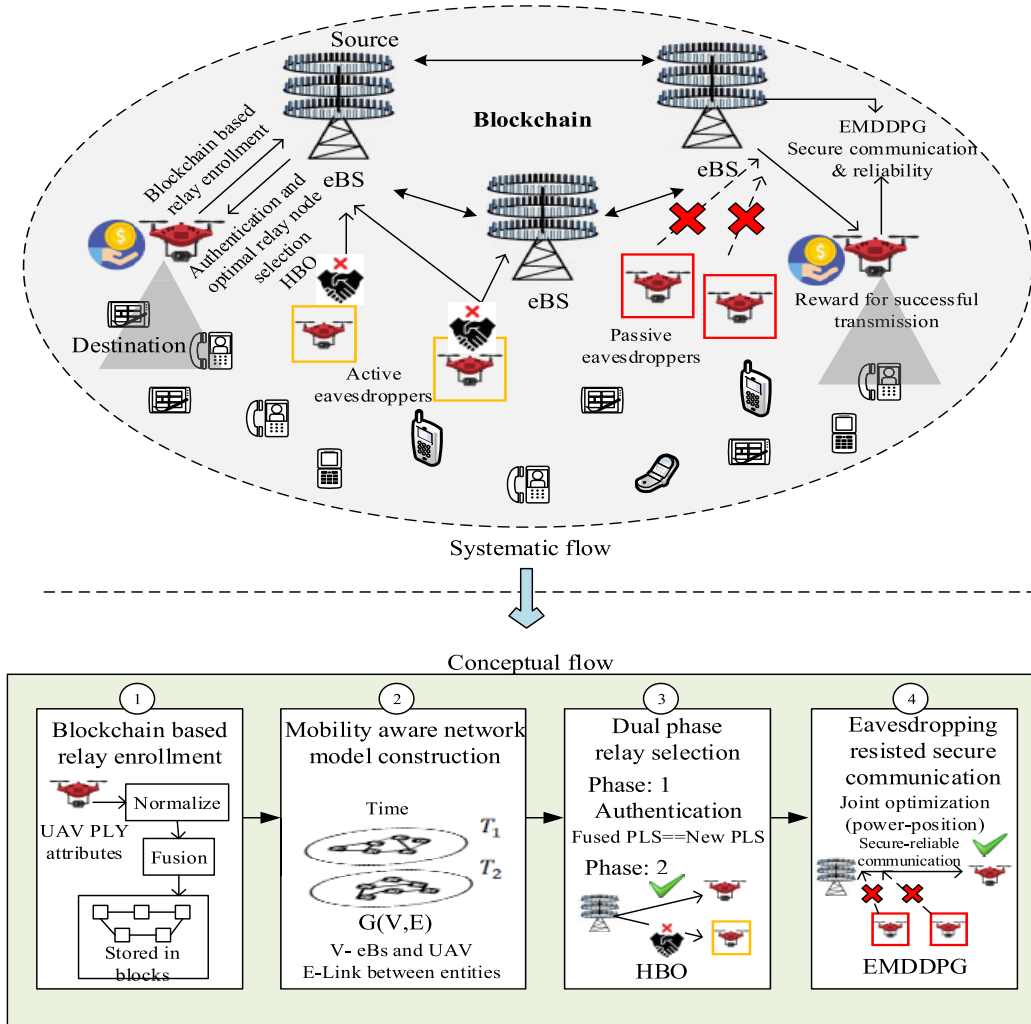 Source
Blockchain
eBS
eBS
eBS
Blockchain based
relay enrollment
Authentication and
optimal relay node
selection
HBO
EMDDPG
Secure communication
& reliability
Reward for successful
transmission
Destination
Active
eavesdroppers
Passive
eavesdroppers
Systematic flow
Conceptual flow
1
Blockchain based
relay enrollment
UAV PLY
attributes
Normalize
Fusion
Stored in
blocks
2
Mobility aware network
model construction
Time
T1
T2
G(V,E)
V- eBs and UAV
E-Link between entities
3
Dual phase
relay selection
Phase: 1
Authentication
Fused PLS==New PLS
Phase: 2
HBO
4
Eavesdropping
resisted secure
communication
Joint optimization
(power-position)
Secure-reliable
communication
EMDDPG